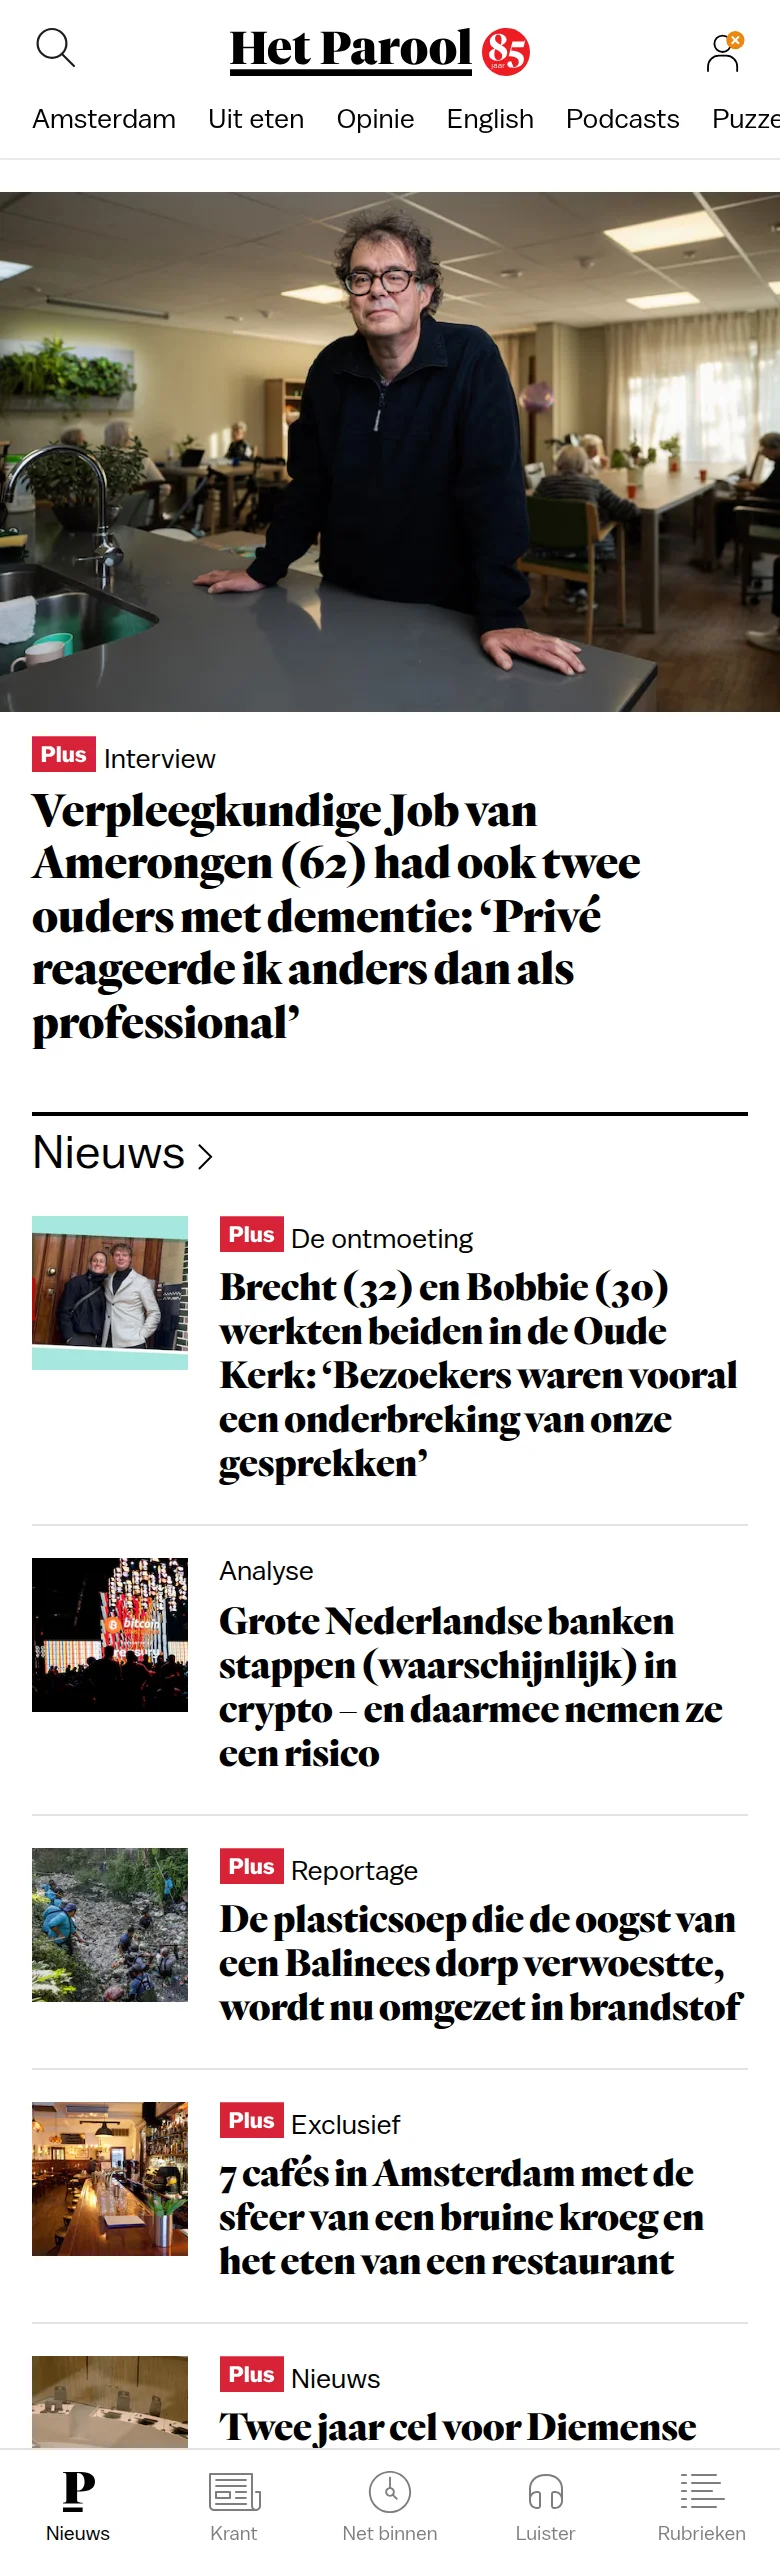 Het Parool 85 jaar
Amsterdam Uit eten Opinie English Podcasts Puzze
Plus Interview
Verpleegkundige Job van
Amerongen (62) had ook twee
ouders met dementie: ‘Privé
reageerde ik anders dan als
professional’
Nieuws
Plus De ontmoeting
Brecht (32) en Bobbie (30)
werkten beiden in de Oude
Kerk: ‘Bezoekers waren vooral
een onderbreking van onze
gesprekken’
Analyse
bitcoin
Grote Nederlandse banken
stappen (waarschijnlijk) in
crypto – en daarmee nemen ze
een risico
Plus Reportage
De plasticsoep die de oogst van
een Balinees dorp verwoestte,
wordt nu omgezet in brandstof
Plus Exclusief
7 cafés in Amsterdam met de
sfeer van een bruine kroeg en
het eten van een restaurant
Plus Nieuws
Twee jaar cel voor Diemense
P
Nieuws Krant Net binnen Luister Rubrieken